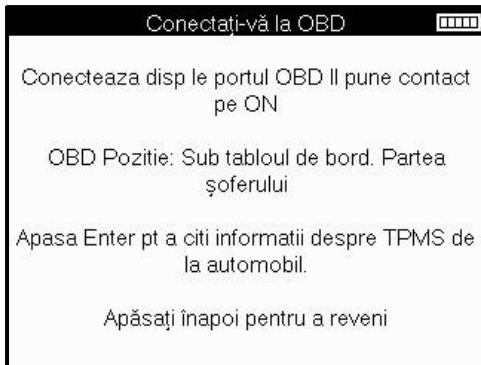 Conectați-vă la OBD
Conecteaza disp le portul OBD II pune contact
pe ON
OBD Pozitie: Sub tabloul de bord. Partea
șoferului
Apasa Enter pt a citi informatii despre TPMS de
la automobil.
Apăsați înapoi pentru a reveni